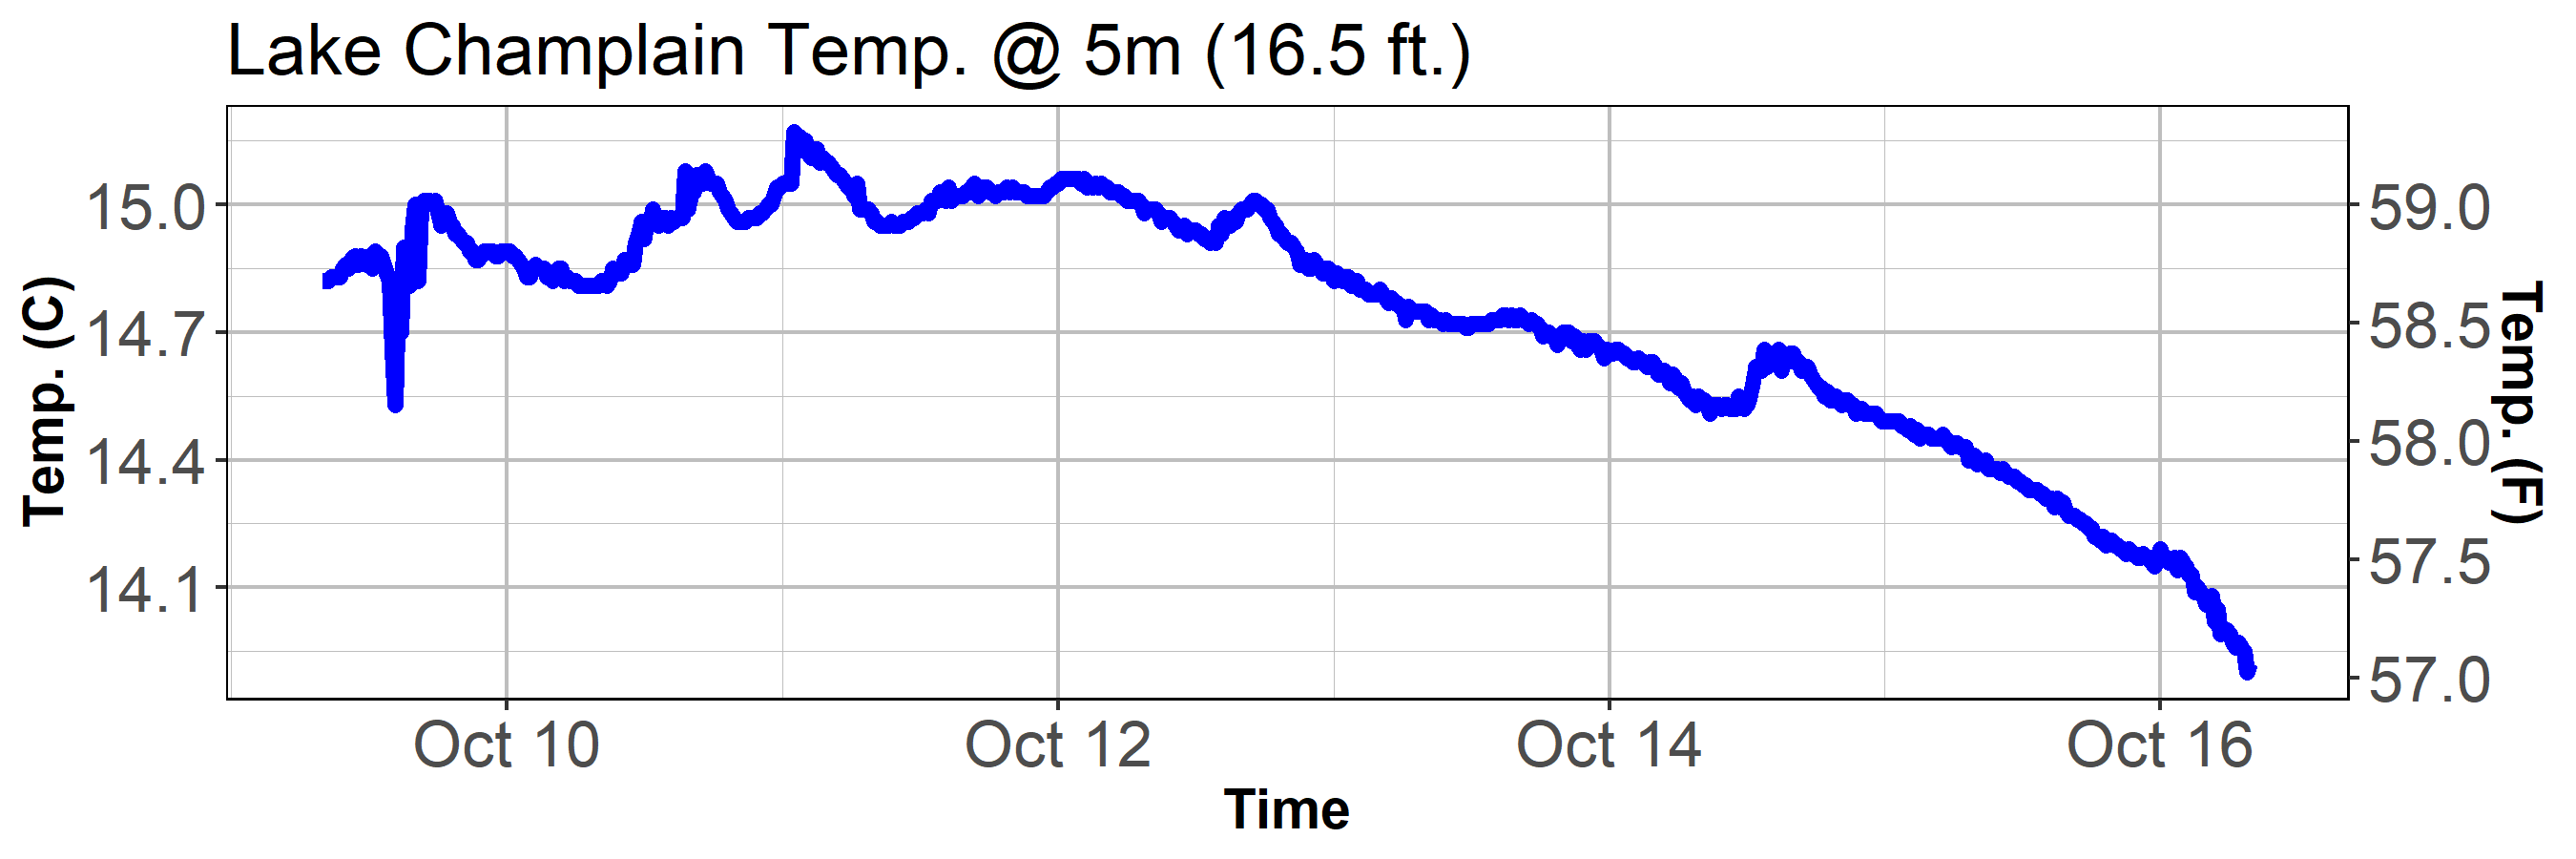 Lake Champlain Temp. @ 5m (16.5 ft.)
Temp. (C)
15.0
14.7
14.4
14.1
59.0
58.5
58.0
57.5
57.0
Temp. (F)
Oct 10
Oct 12
Oct 14
Oct 16
Time